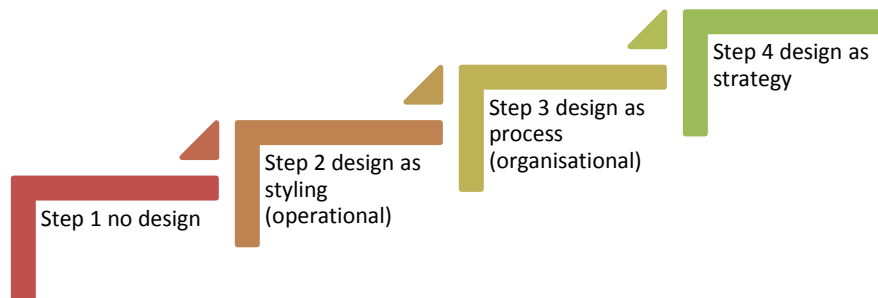 Step 1 no design
Step 2 design as
styling
(operational)
Step 3 design as
process
(organisational)
Step 4 design as
strategy